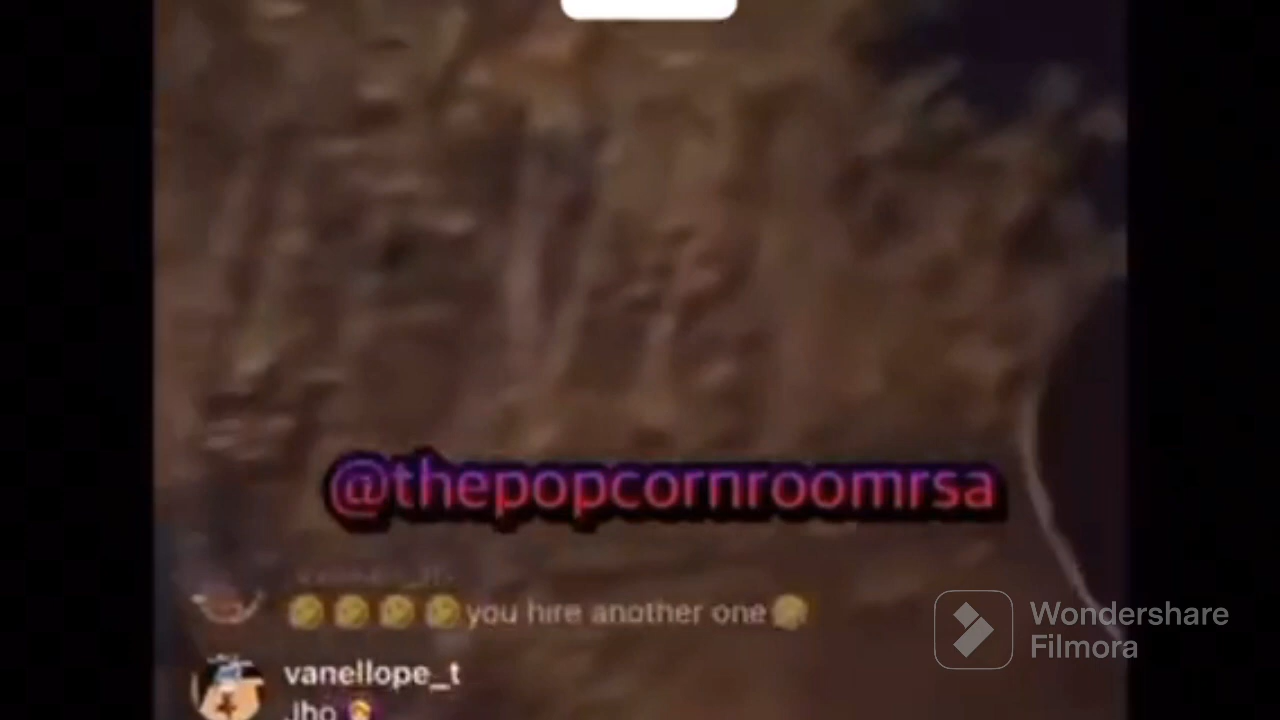 @thepopcornroomrsa
🤣🤣🤣🤣you hire another one
vanellope_t
Jho
Wondershare
Filmora